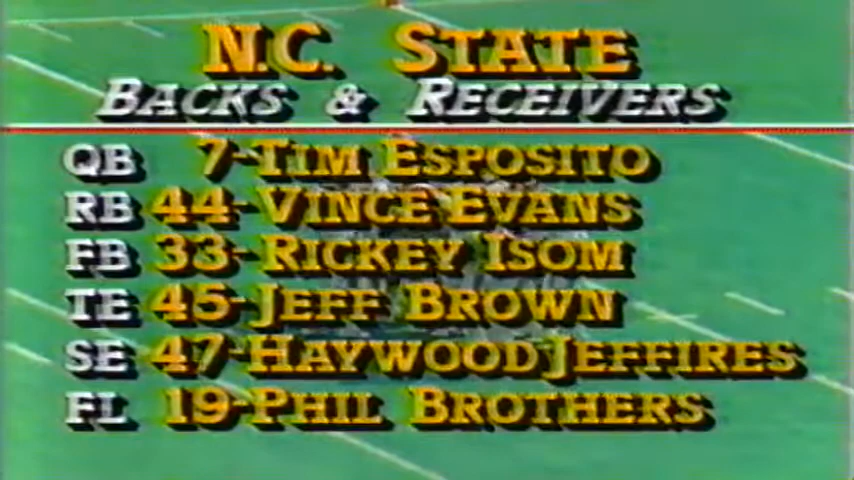 N.C. STATE
BACKS & RECEIVERS
QB 7-TIM ESPOSITO
RB 44-VINCE EVANS
FB 33-RICKEY ISOM
TE 45-JEFF BROWN
SE 47-HAYWOOD JEFFIRES
FL 19-PHIL BROTHERS